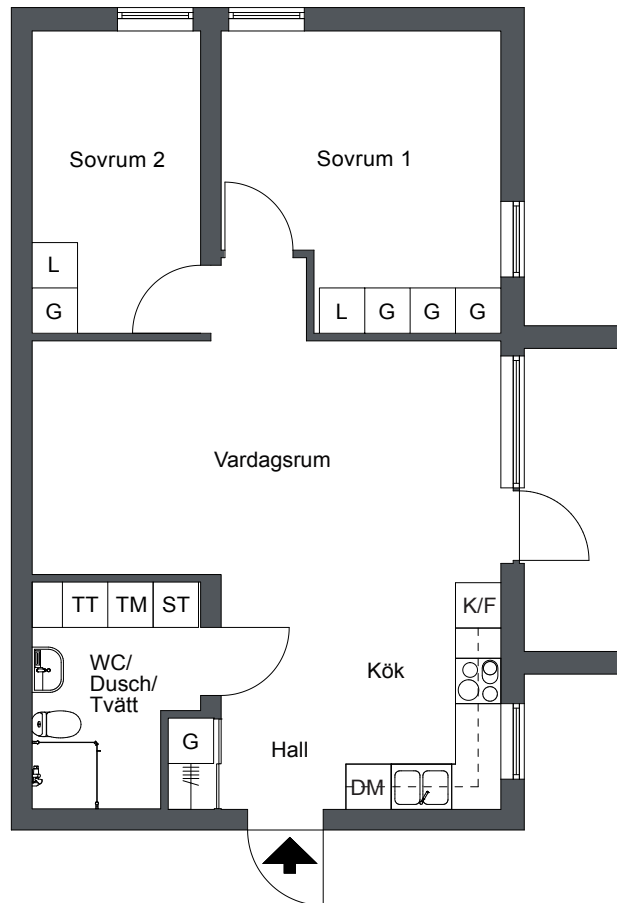 Sovrum 2
Sovrum 1
L
G
L G G G
Vardagsrum
TT TM ST
K/F
WC/
Dusch/
Tvätt
Kök
G
Hall
DM